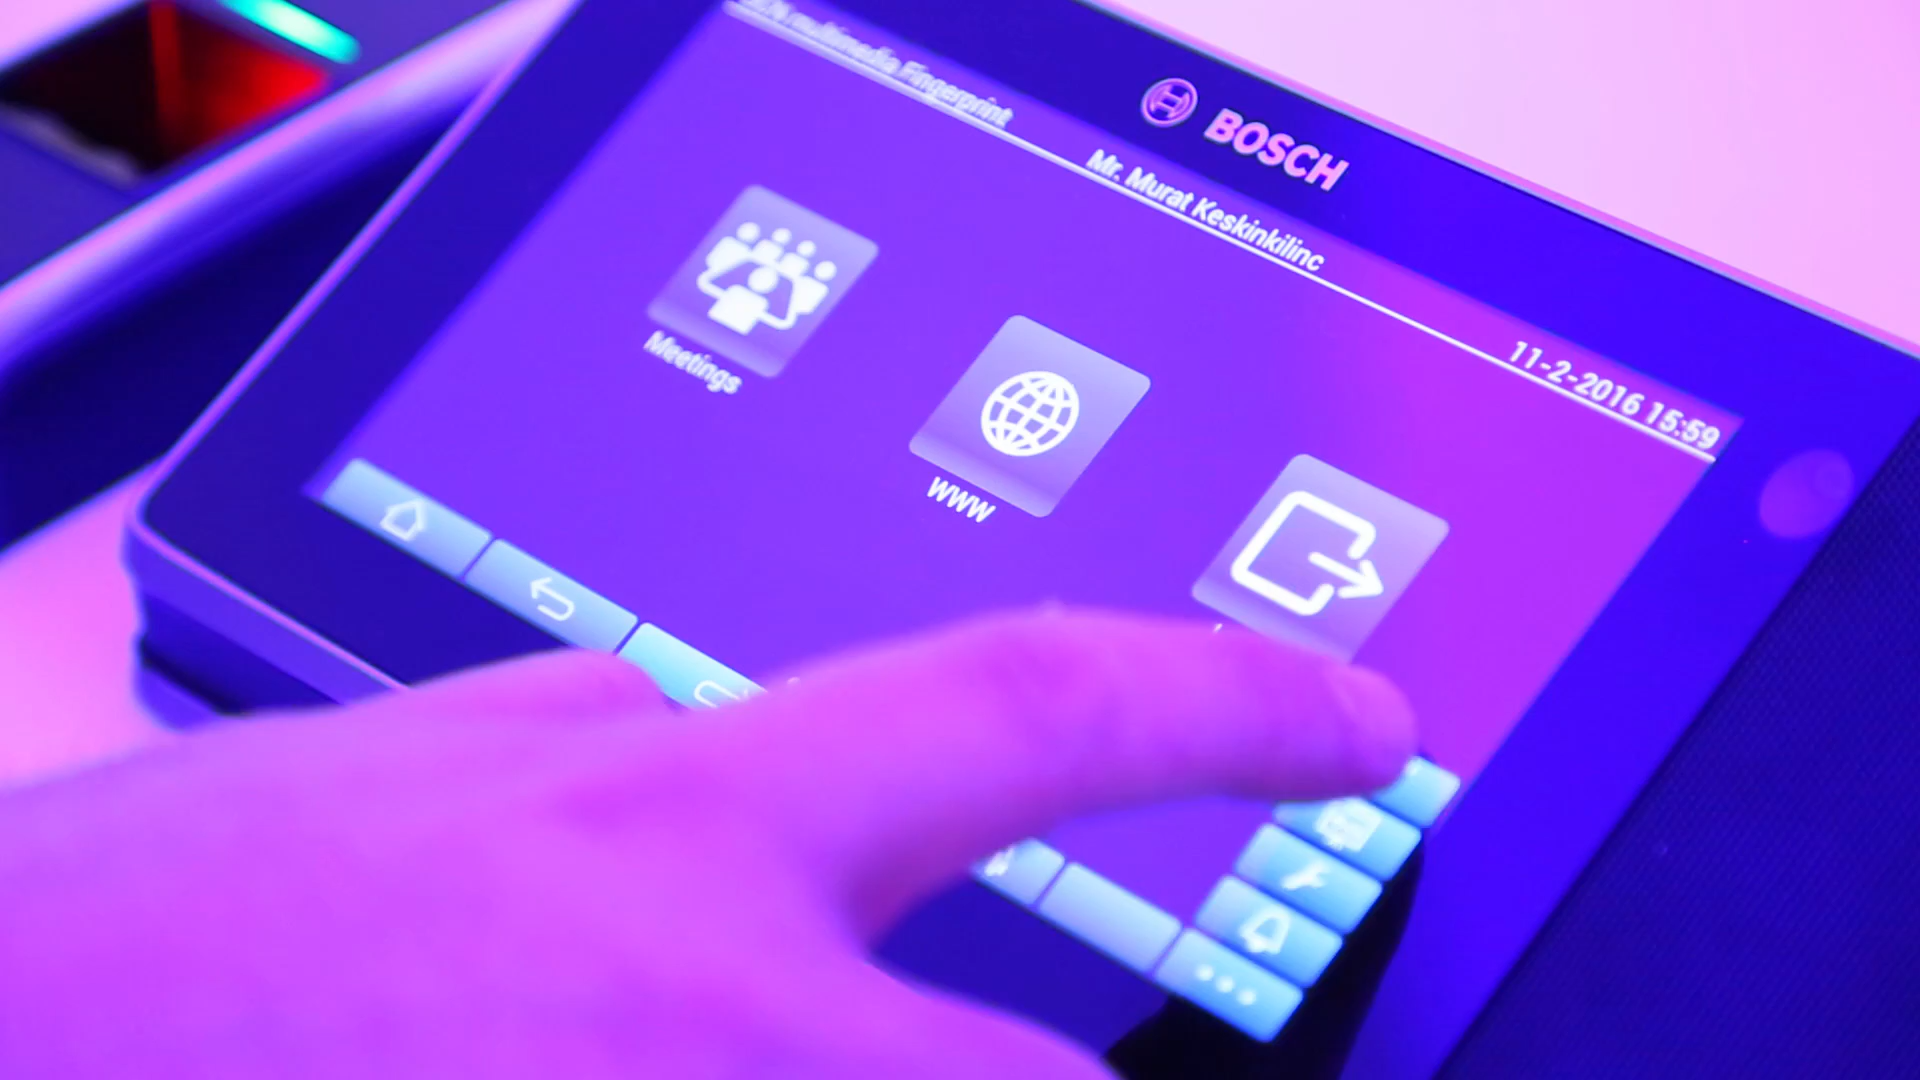 multimedia Fingerprint
BOSCH
Mr. Murat Keskinkilinc
11-2-2016 15:59
Meetings
WWW